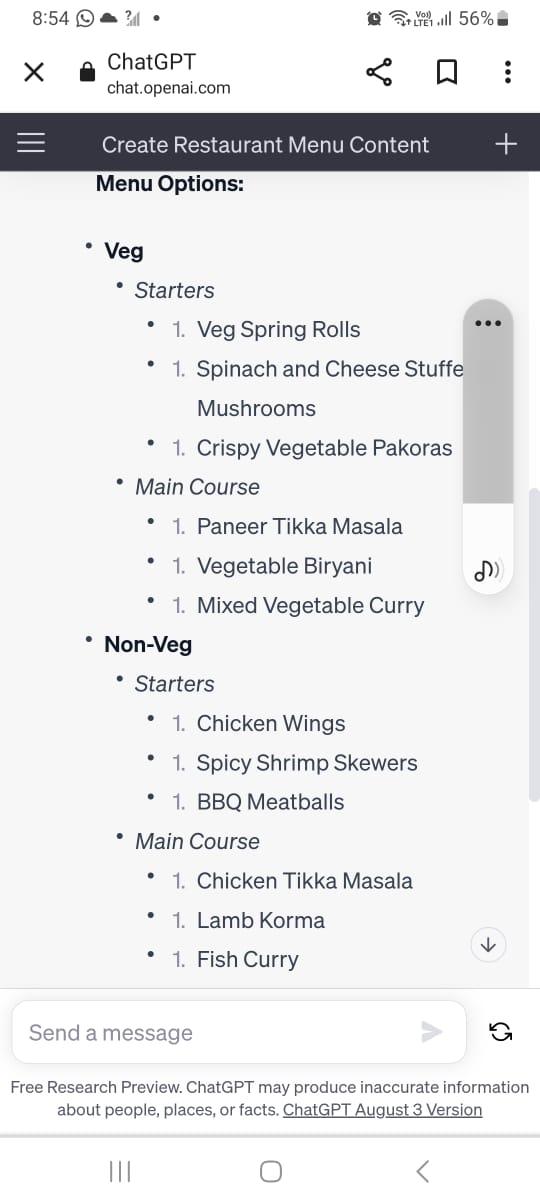 8:54
Vo)) LTE1 56%
ChatGPT
chat.openai.com
Create Restaurant Menu Content
Menu Options:
• Veg
• Starters
• 1. Veg Spring Rolls
• 1. Spinach and Cheese Stuffe
Mushrooms
• 1. Crispy Vegetable Pakoras
• Main Course
• 1. Paneer Tikka Masala
• 1. Vegetable Biryani
• 1. Mixed Vegetable Curry
• Non-Veg
• Starters
• 1. Chicken Wings
• 1. Spicy Shrimp Skewers
• 1. BBQ Meatballs
• Main Course
• 1. Chicken Tikka Masala
• 1. Lamb Korma
• 1. Fish Curry
Send a message
Free Research Preview. ChatGPT may produce inaccurate information
about people, places, or facts. ChatGPT August 3 Version